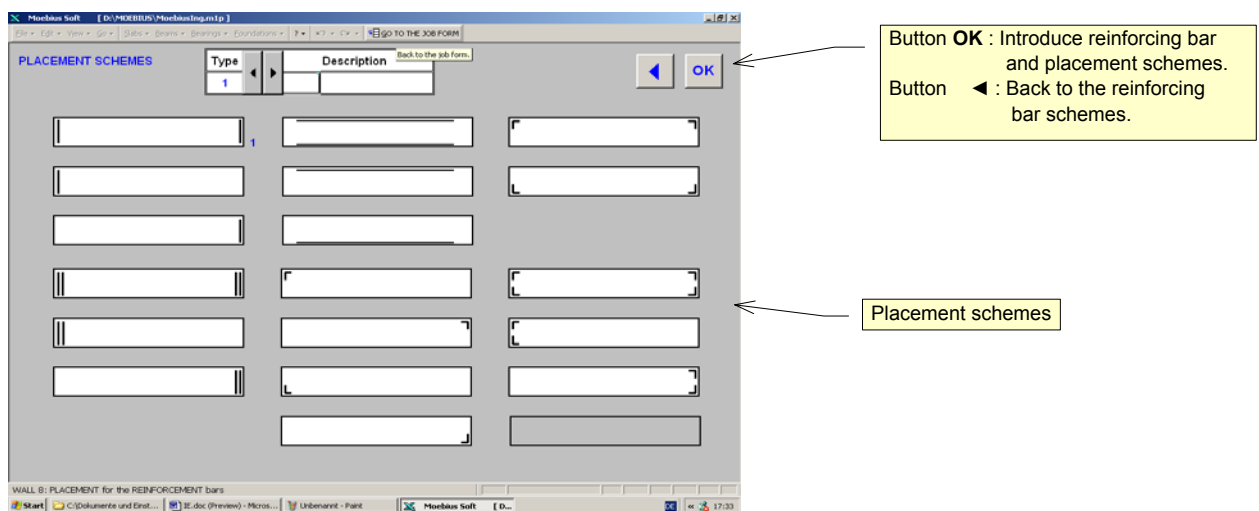 Moebius Soft [ D:\MOEBIUS\MoebiusIng.m1p ]
File Edit View Go Slabs Beams Bearings Foundations ? GO TO THE JOB FORM
Back to the job form.
PLACEMENT SCHEMES
Type Description
1
OK
1
WALL 8: PLACEMENT for the REINFORCEMENT bars
Start C:\Dokumente und Einst... IE.doc (Preview) - Micros... Unbenannt - Paint Moebius Soft [ D... « 17:33
Button OK : Introduce reinforcing bar
and placement schemes.
Button ◄ : Back to the reinforcing
bar schemes.
Placement schemes